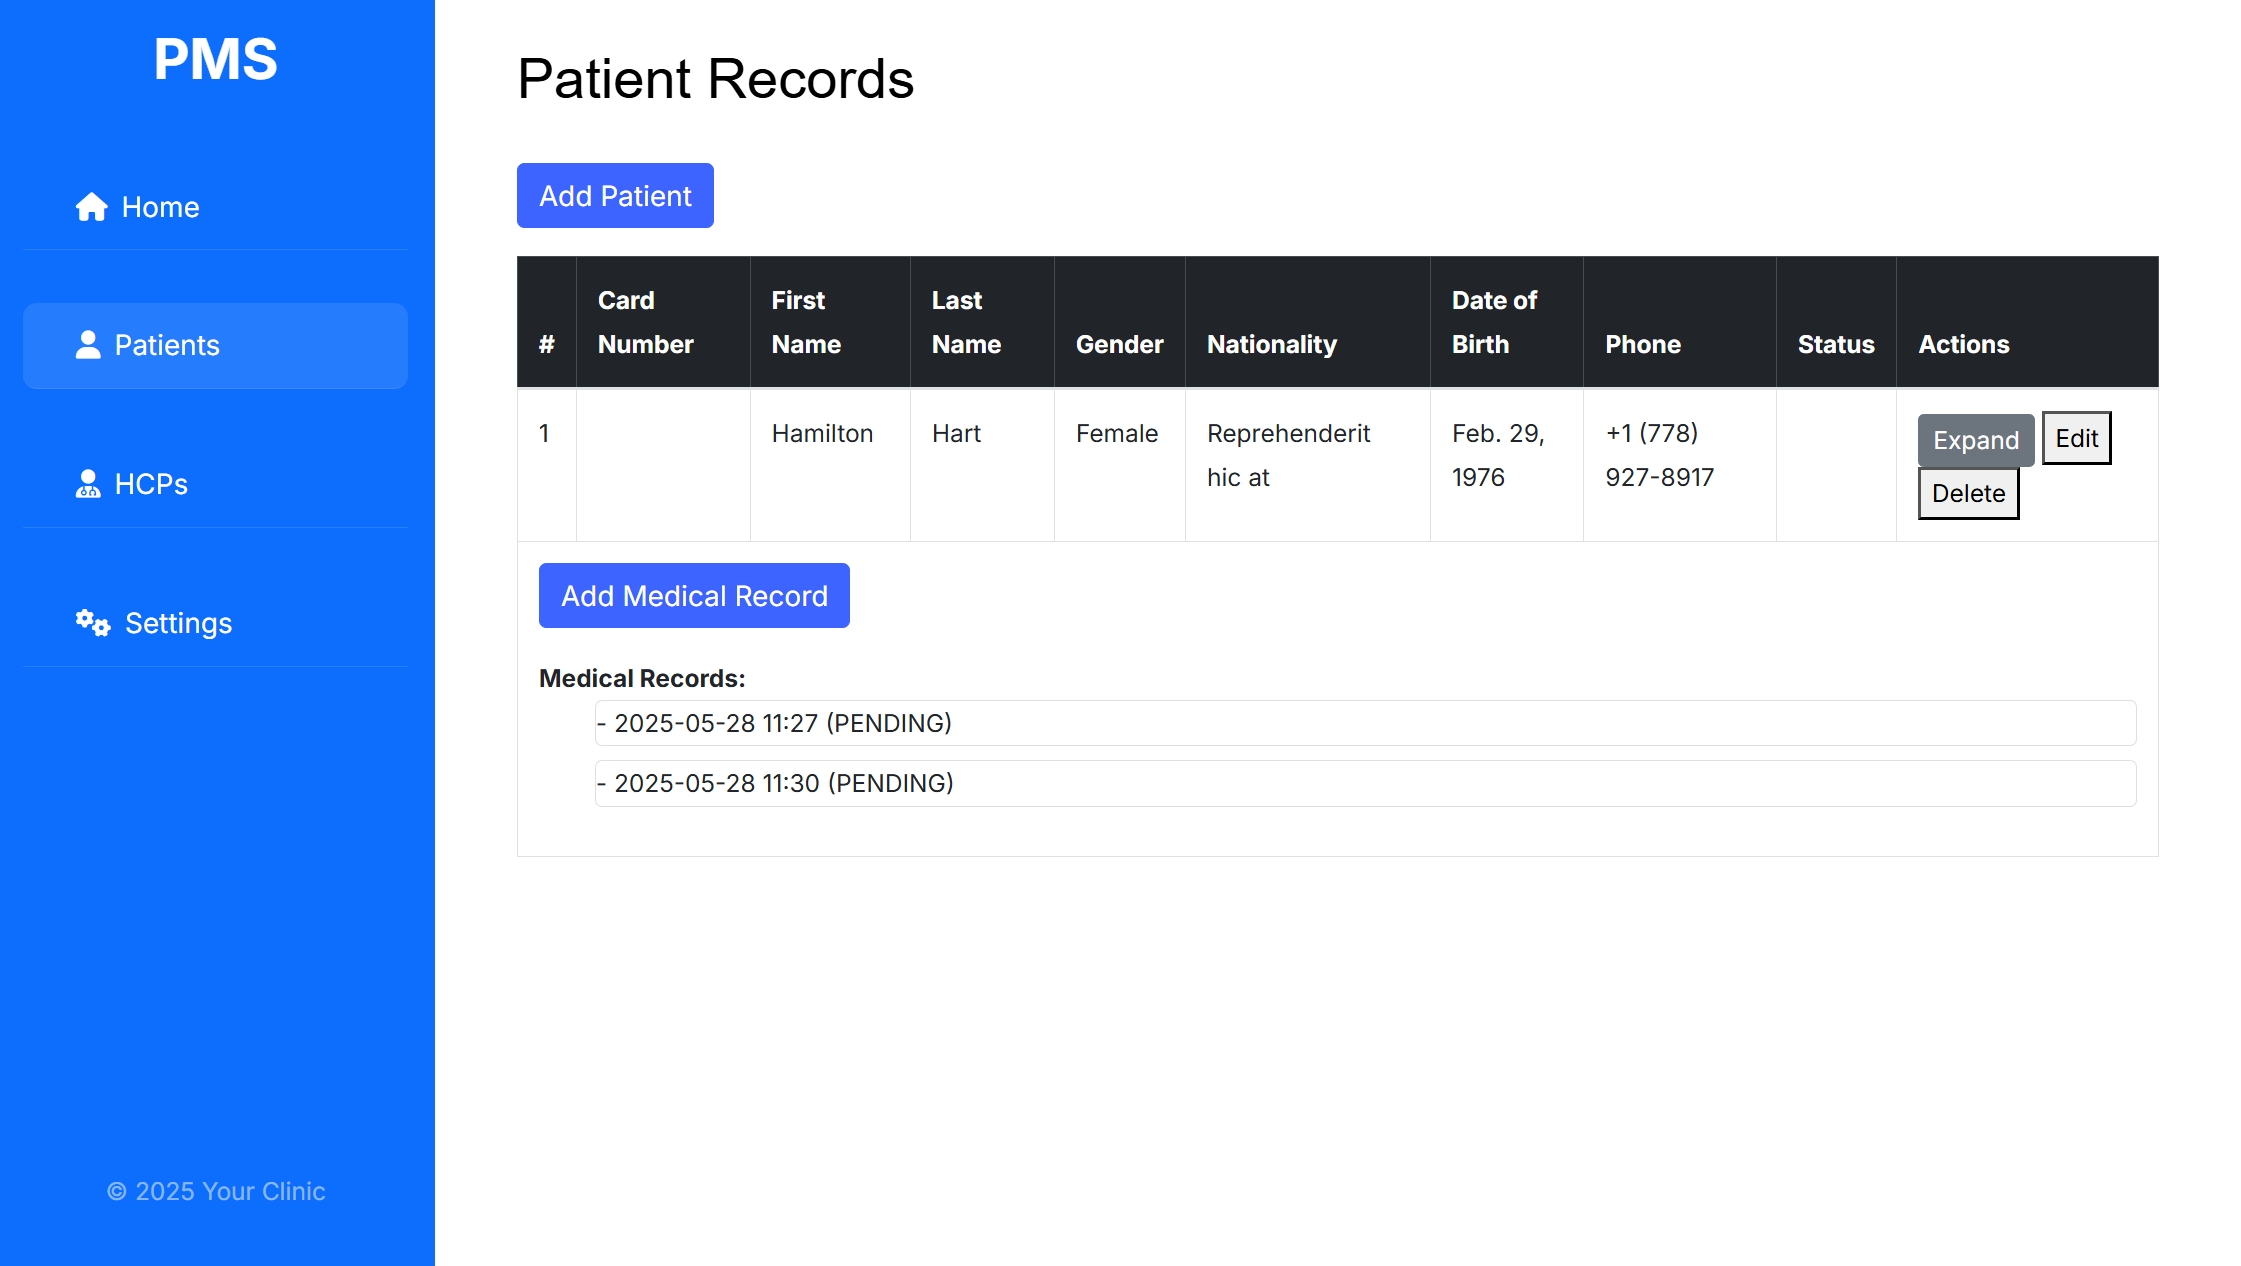 PMS
Home
Patients
HCPs
Settings
© 2025 Your Clinic
Patient Records
Add Patient
# Card Number First Name Last Name Gender Nationality Date of Birth Phone Status Actions
1 Hamilton Hart Female Reprehenderit hic at Feb. 29, 1976 +1 (778) 927-8917 Expand Edit Delete
Add Medical Record
Medical Records:
- 2025-05-28 11:27 (PENDING)
- 2025-05-28 11:30 (PENDING)